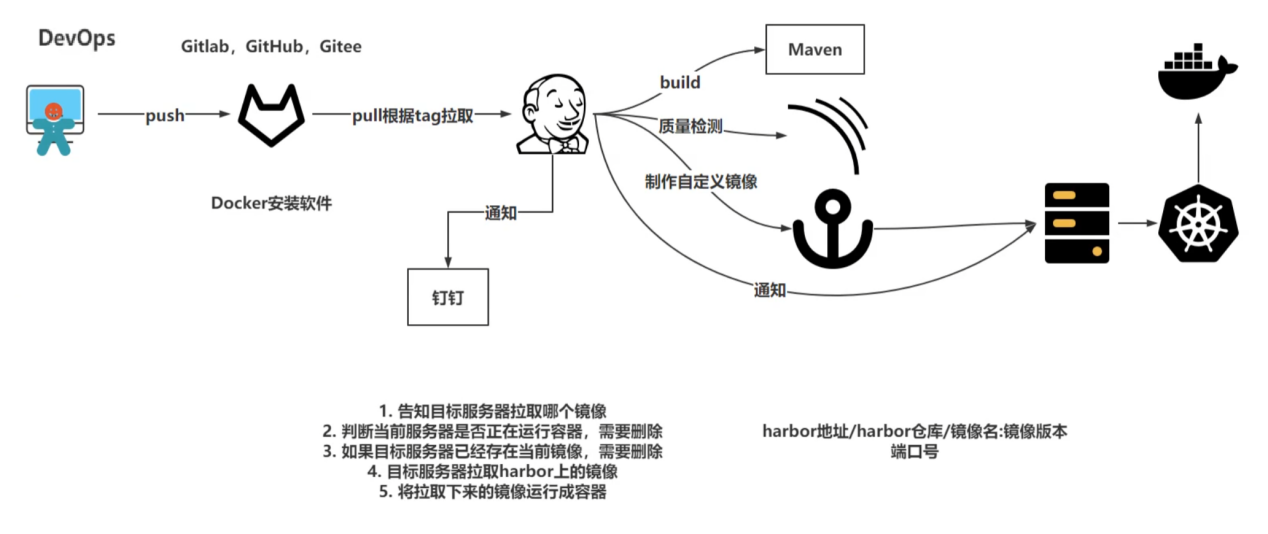 DevOps
Gitlab，GitHub，Gitee
Maven
build
push
pull根据tag拉取
质量检测
制作自定义镜像
Docker安装软件
通知
通知
钉钉
1. 告知目标服务器拉取哪个镜像
2. 判断当前服务器是否正在运行容器，需要删除
3. 如果目标服务器已经存在当前镜像，需要删除
4. 目标服务器拉取harbor上的镜像
5. 将拉取下来的镜像运行成容器
harbor地址/harbor仓库/镜像名:镜像版本
端口号